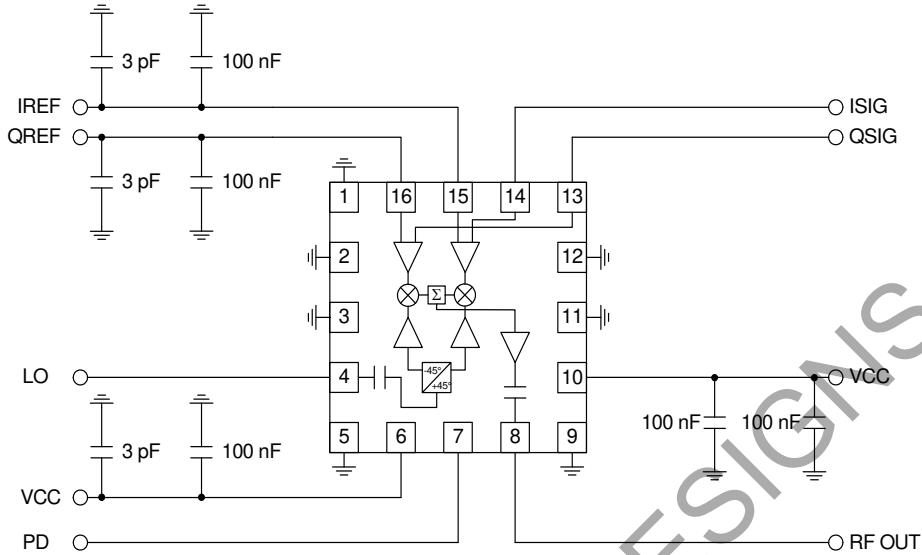 3 pF
100 nF
IREF
ISIG
QREF
QSIG
3 pF
100 nF
1
16
15
14
13
2
12
Σ
3
11
LO
4
-45°
+45°
10
VCC
100 nF
100 nF
3 pF
100 nF
5
6
7
8
9
VCC
PD
RF OUT
ESIGNS